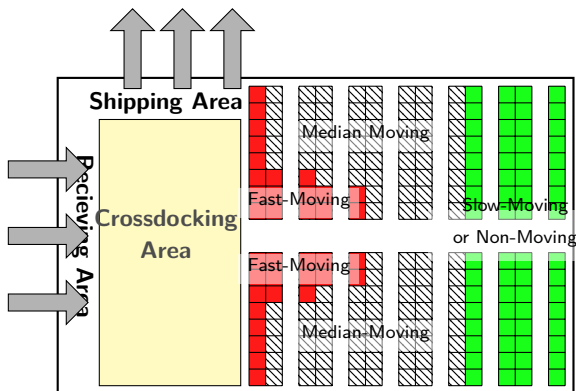 Shipping Area
Recieving Area
Crossdocking
Area
Median Moving
Fast-Moving
Slow-Moving
or Non-Moving
Fast-Moving
Median-Moving